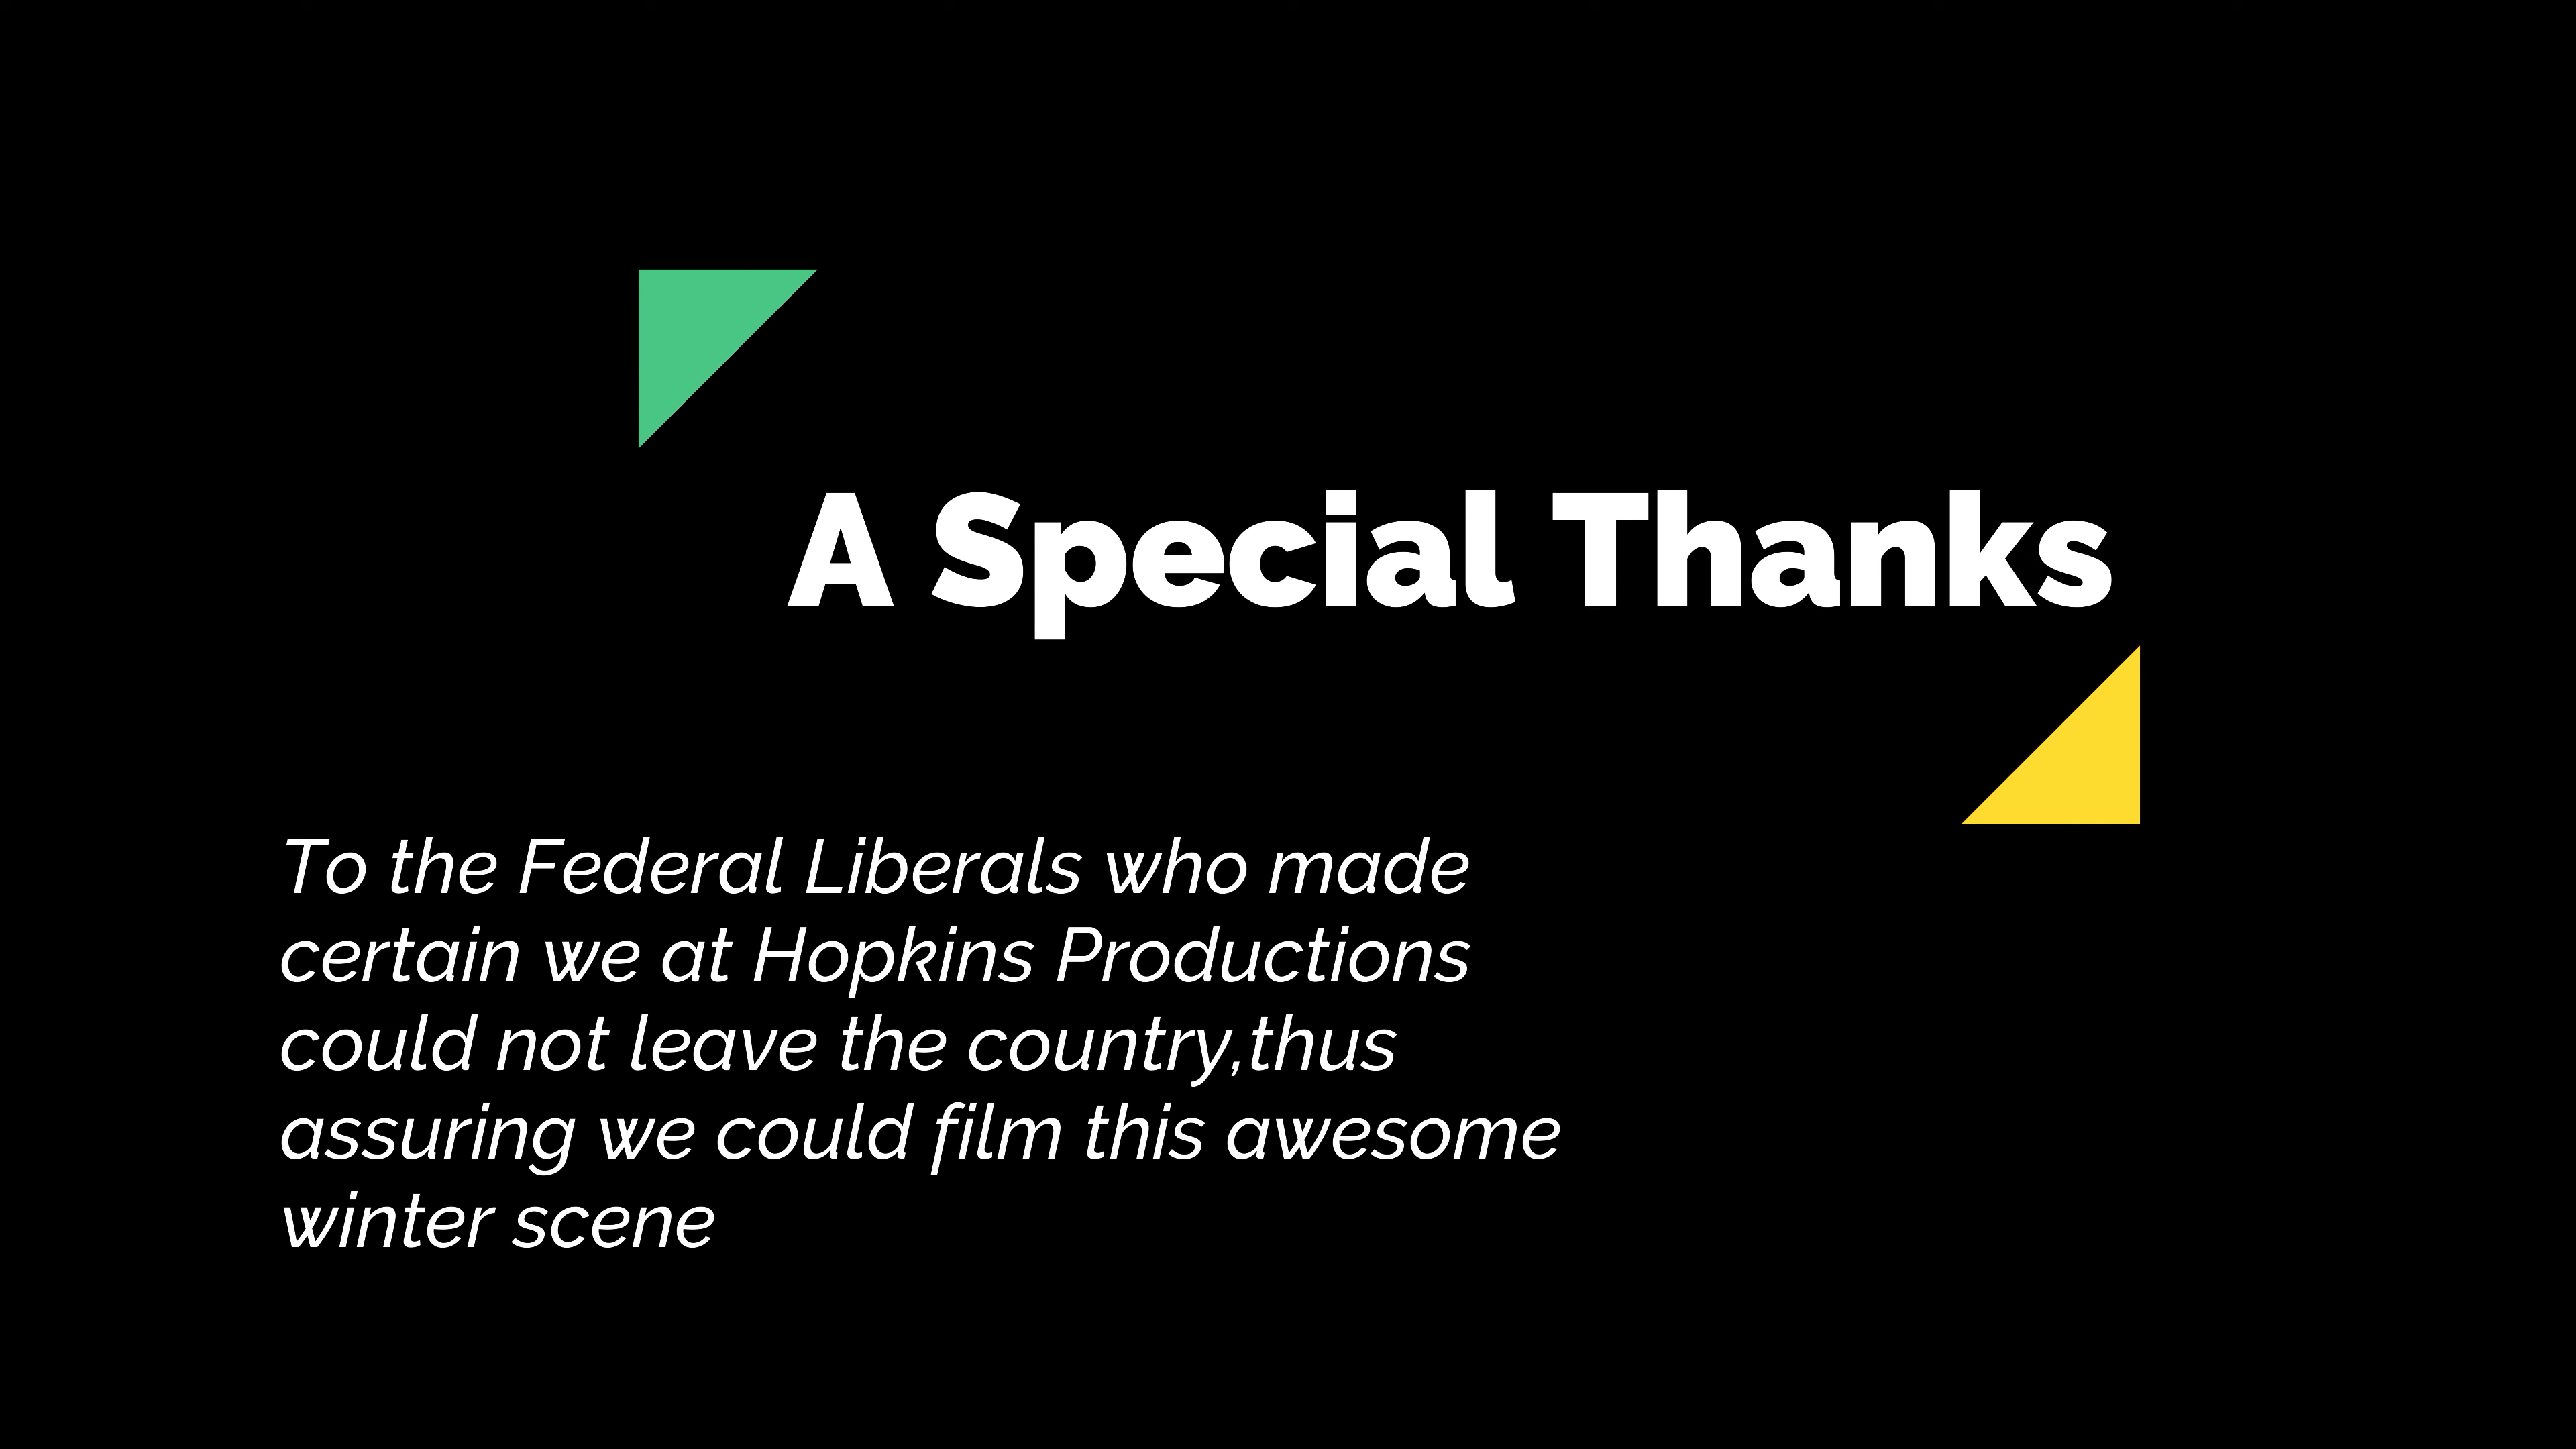 A Special Thanks
To the Federal Liberals who made
certain we at Hopkins Productions
could not leave the country,thus
assuring we could film this awesome
winter scene